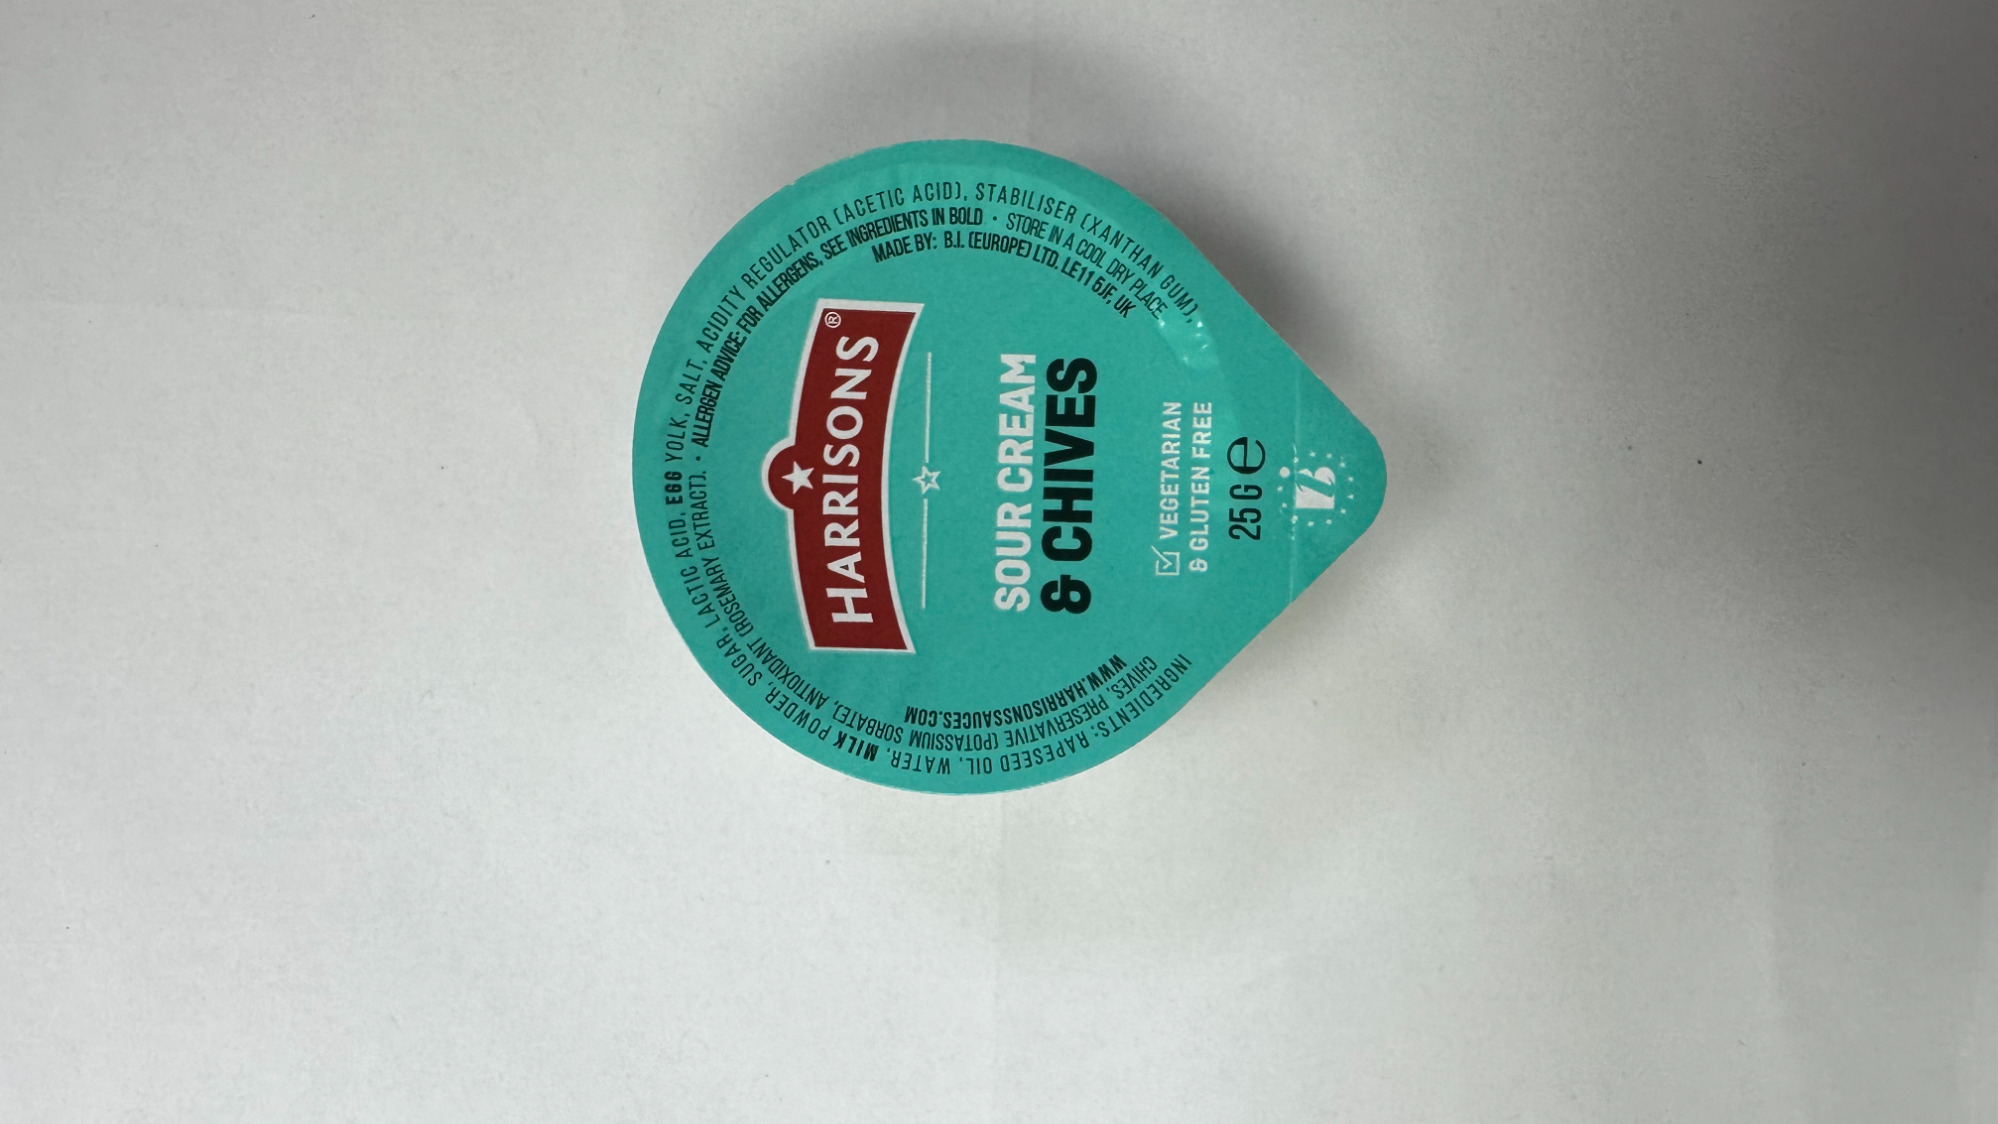 INGREDIENTS: RAPESEED OIL, WATER, MILK POWDER, SUGAR, LACTIC ACID, EGG YOLK, SALT, ACIDITY REGULATOR (ACETIC ACID), STABILISER (XANTHAN GUM),
CHIVES, PRESERVATIVE (POTASSIUM SORBATE), ANTIOXIDANT (ROSEMARY EXTRACT). • ALLERGEN ADVICE: FOR ALLERGENS, SEE INGREDIENTS IN BOLD • STORE IN A COOL DRY PLACE.
WWW.HARRISONSSAUCES.COM
MADE BY: B.I. (EUROPE) LTD. LE11 5JF, UK
HARRISONS®
SOUR CREAM
& CHIVES
VEGETARIAN
& GLUTEN FREE
25G ℮